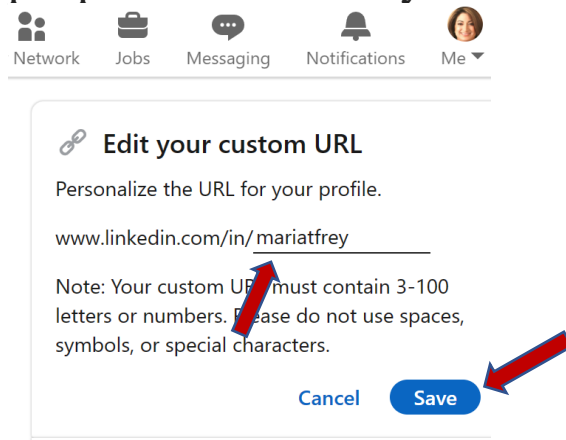 Network Jobs Messaging Notifications Me
Edit your custom URL
Personalize the URL for your profile.
www.linkedin.com/in/mariatfrey
Note: Your custom must contain 3-100
letters or numbers. do not use spaces,
symbols, or special characters.
Cancel Save